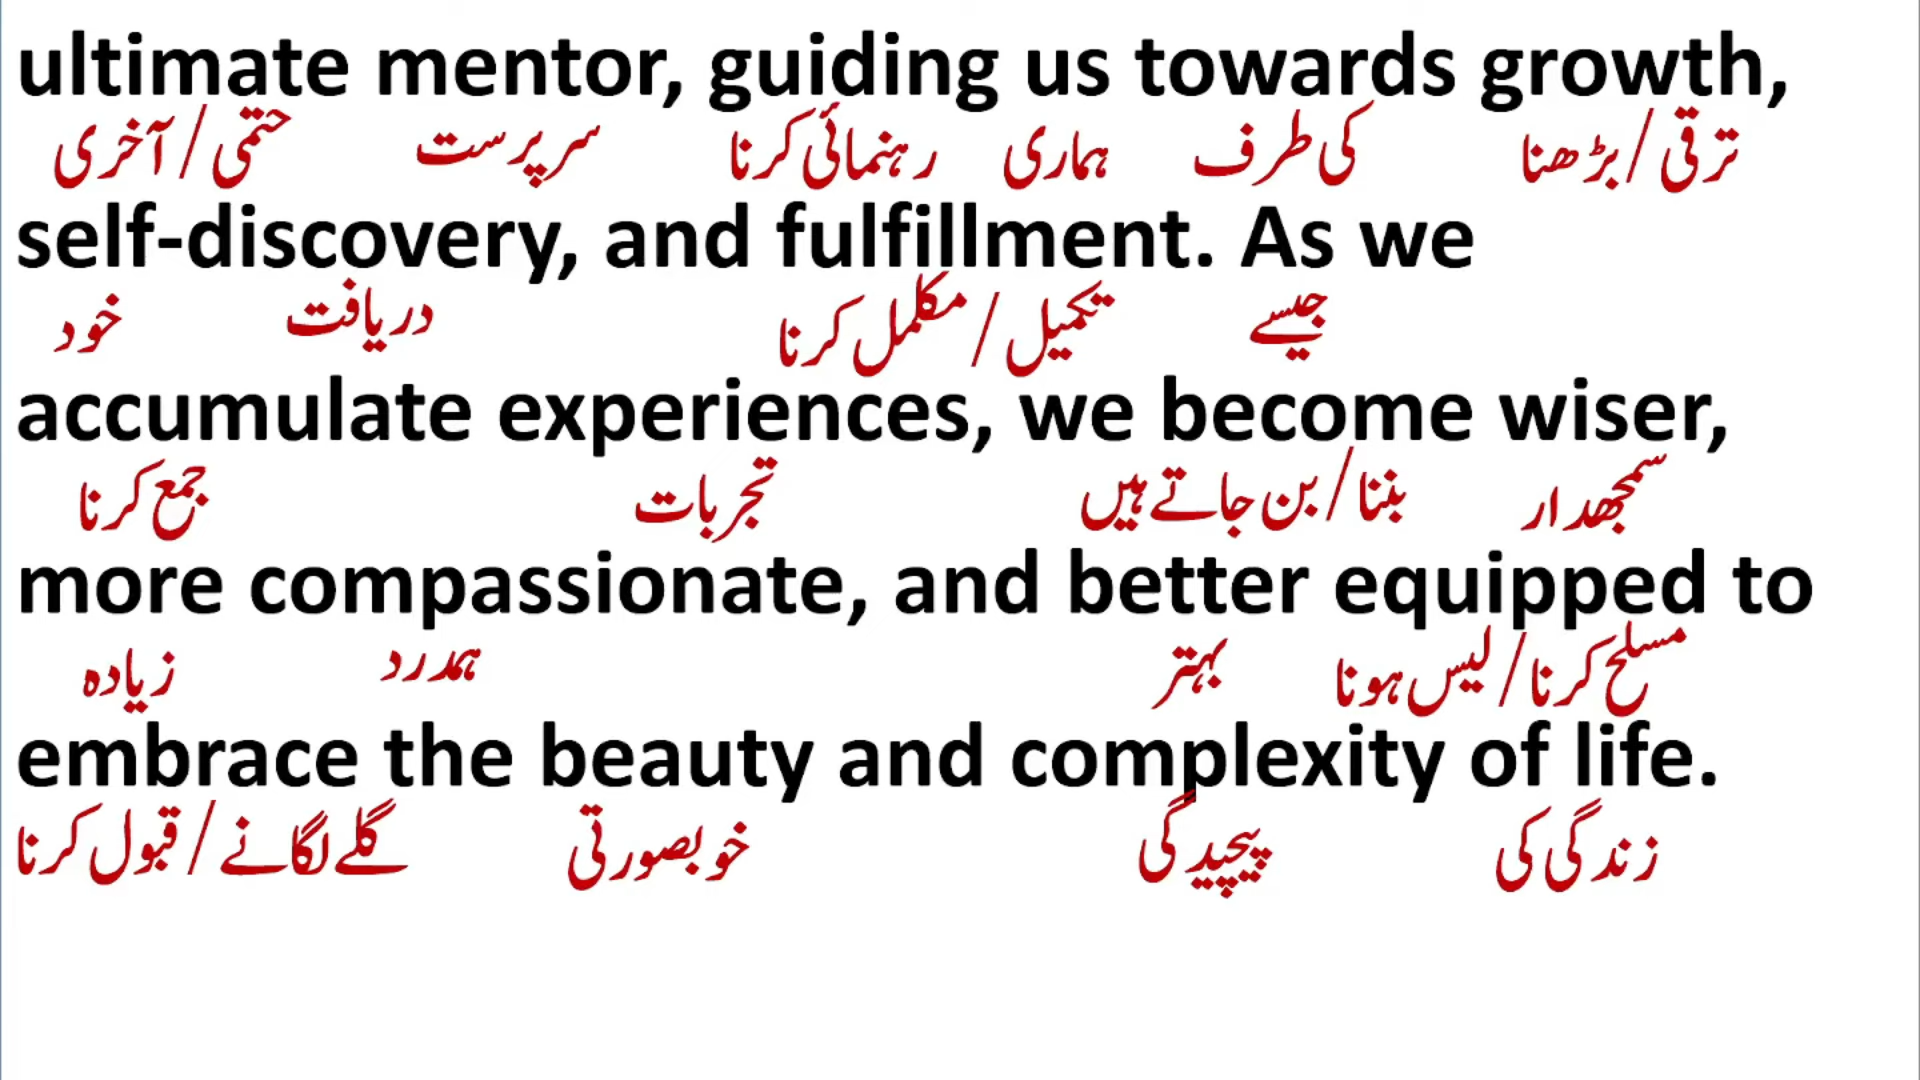 ultimate mentor, guiding us towards growth,
حتمی/آخری سرپرست رہنمائی کرنا ہماری کی طرف ترقی/بڑھنا
self-discovery, and fulfillment. As we
خود دریافت تکمیل/مکلمل کرنا جیسے
accumulate experiences, we become wiser,
جمع کرنا تجربات بننا/بن جاتے ہیں سمجھدار
more compassionate, and better equipped to
زیادہ ہمدرد بہتر مسلح کرنا/لیس ہونا
embrace the beauty and complexity of life.
گلے لگانے/قبول کرنا خوبصورتی پیچیدگی زندگی کی